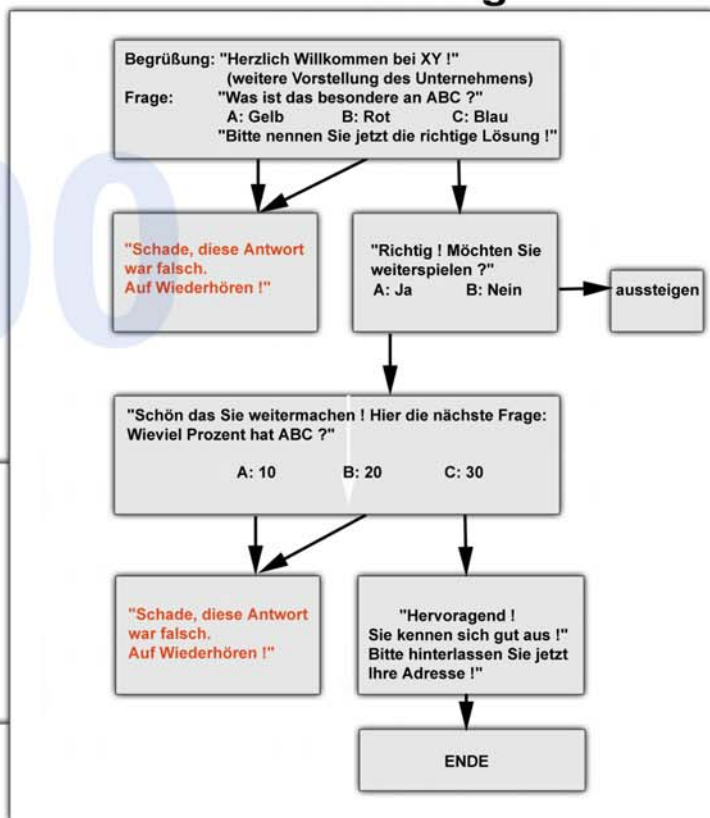 Begrüßung: "Herzlich Willkommen bei XY !"
(weitere Vorstellung des Unternehmens)
Frage: "Was ist das besondere an ABC ?"
A: Gelb B: Rot C: Blau
"Bitte nennen Sie jetzt die richtige Lösung !"
"Schade, diese Antwort
war falsch.
Auf Wiederhören !"
"Richtig ! Möchten Sie
weiterspielen ?"
A: Ja B: Nein
aussteigen
"Schön das Sie weitermachen ! Hier die nächste Frage:
Wieviel Prozent hat ABC ?"
A: 10 B: 20 C: 30
"Schade, diese Antwort
war falsch.
Auf Wiederhören !"
"Hervoragend !
Sie kennen sich gut aus !"
Bitte hinterlassen Sie jetzt
Ihre Adresse !"
ENDE